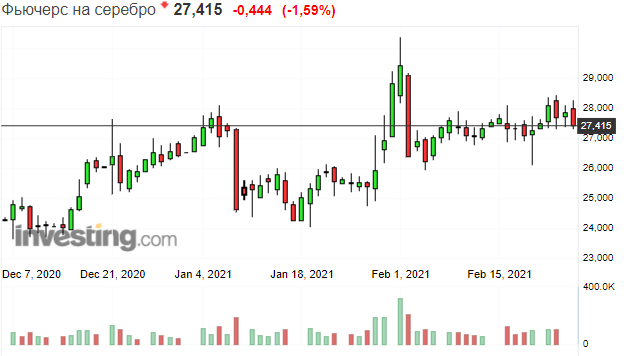 Фьючерс на серебро 27,415 -0,444 (-1,59%)
29,000
28,000
27,415
27,000
26,000
25,000
24,000
23,000
investing.com
Dec 7, 2020 Dec 21, 2020 Jan 4, 2021 Jan 18, 2021 Feb 1, 2021 Feb 15, 2021
400.0K
0